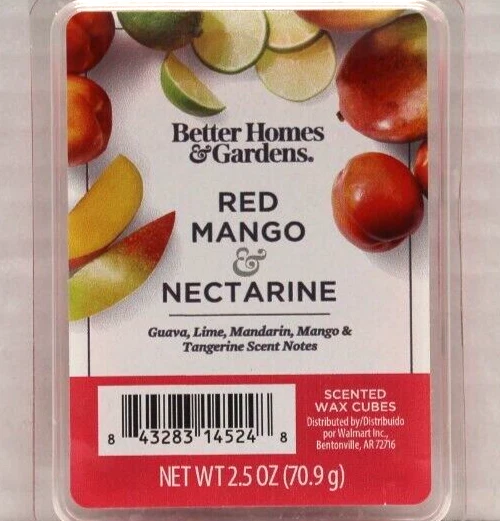 Better Homes
&Gardens.
RED
MANGO
&
NECTARINE
Guava, Lime, Mandarin, Mango &
Tangerine Scent Notes
SCENTED
WAX CUBES
Distributed by/Distribuido
por Walmart Inc.,
Bentonville, AR 72716
8 43283 14524 8
NET WT 2.5 OZ (70.9 g)